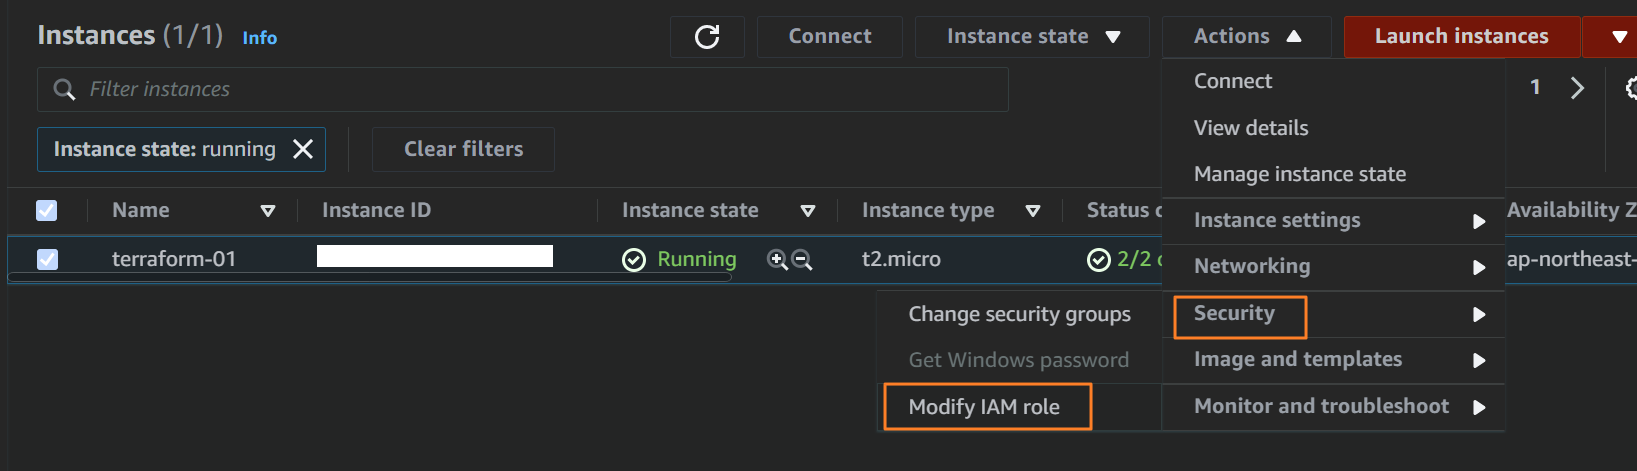 Instances (1/1) Info
Connect
Instance state
Actions
Launch instances
Filter instances
1
Instance state: running
Clear filters
Name
Instance ID
Instance state
Instance type
Status
Availability Z
terraform-01
Running
t2.micro
2/2
ap-northeast-
Connect
View details
Manage instance state
Instance settings
Networking
Security
Image and templates
Monitor and troubleshoot
Change security groups
Get Windows password
Modify IAM role